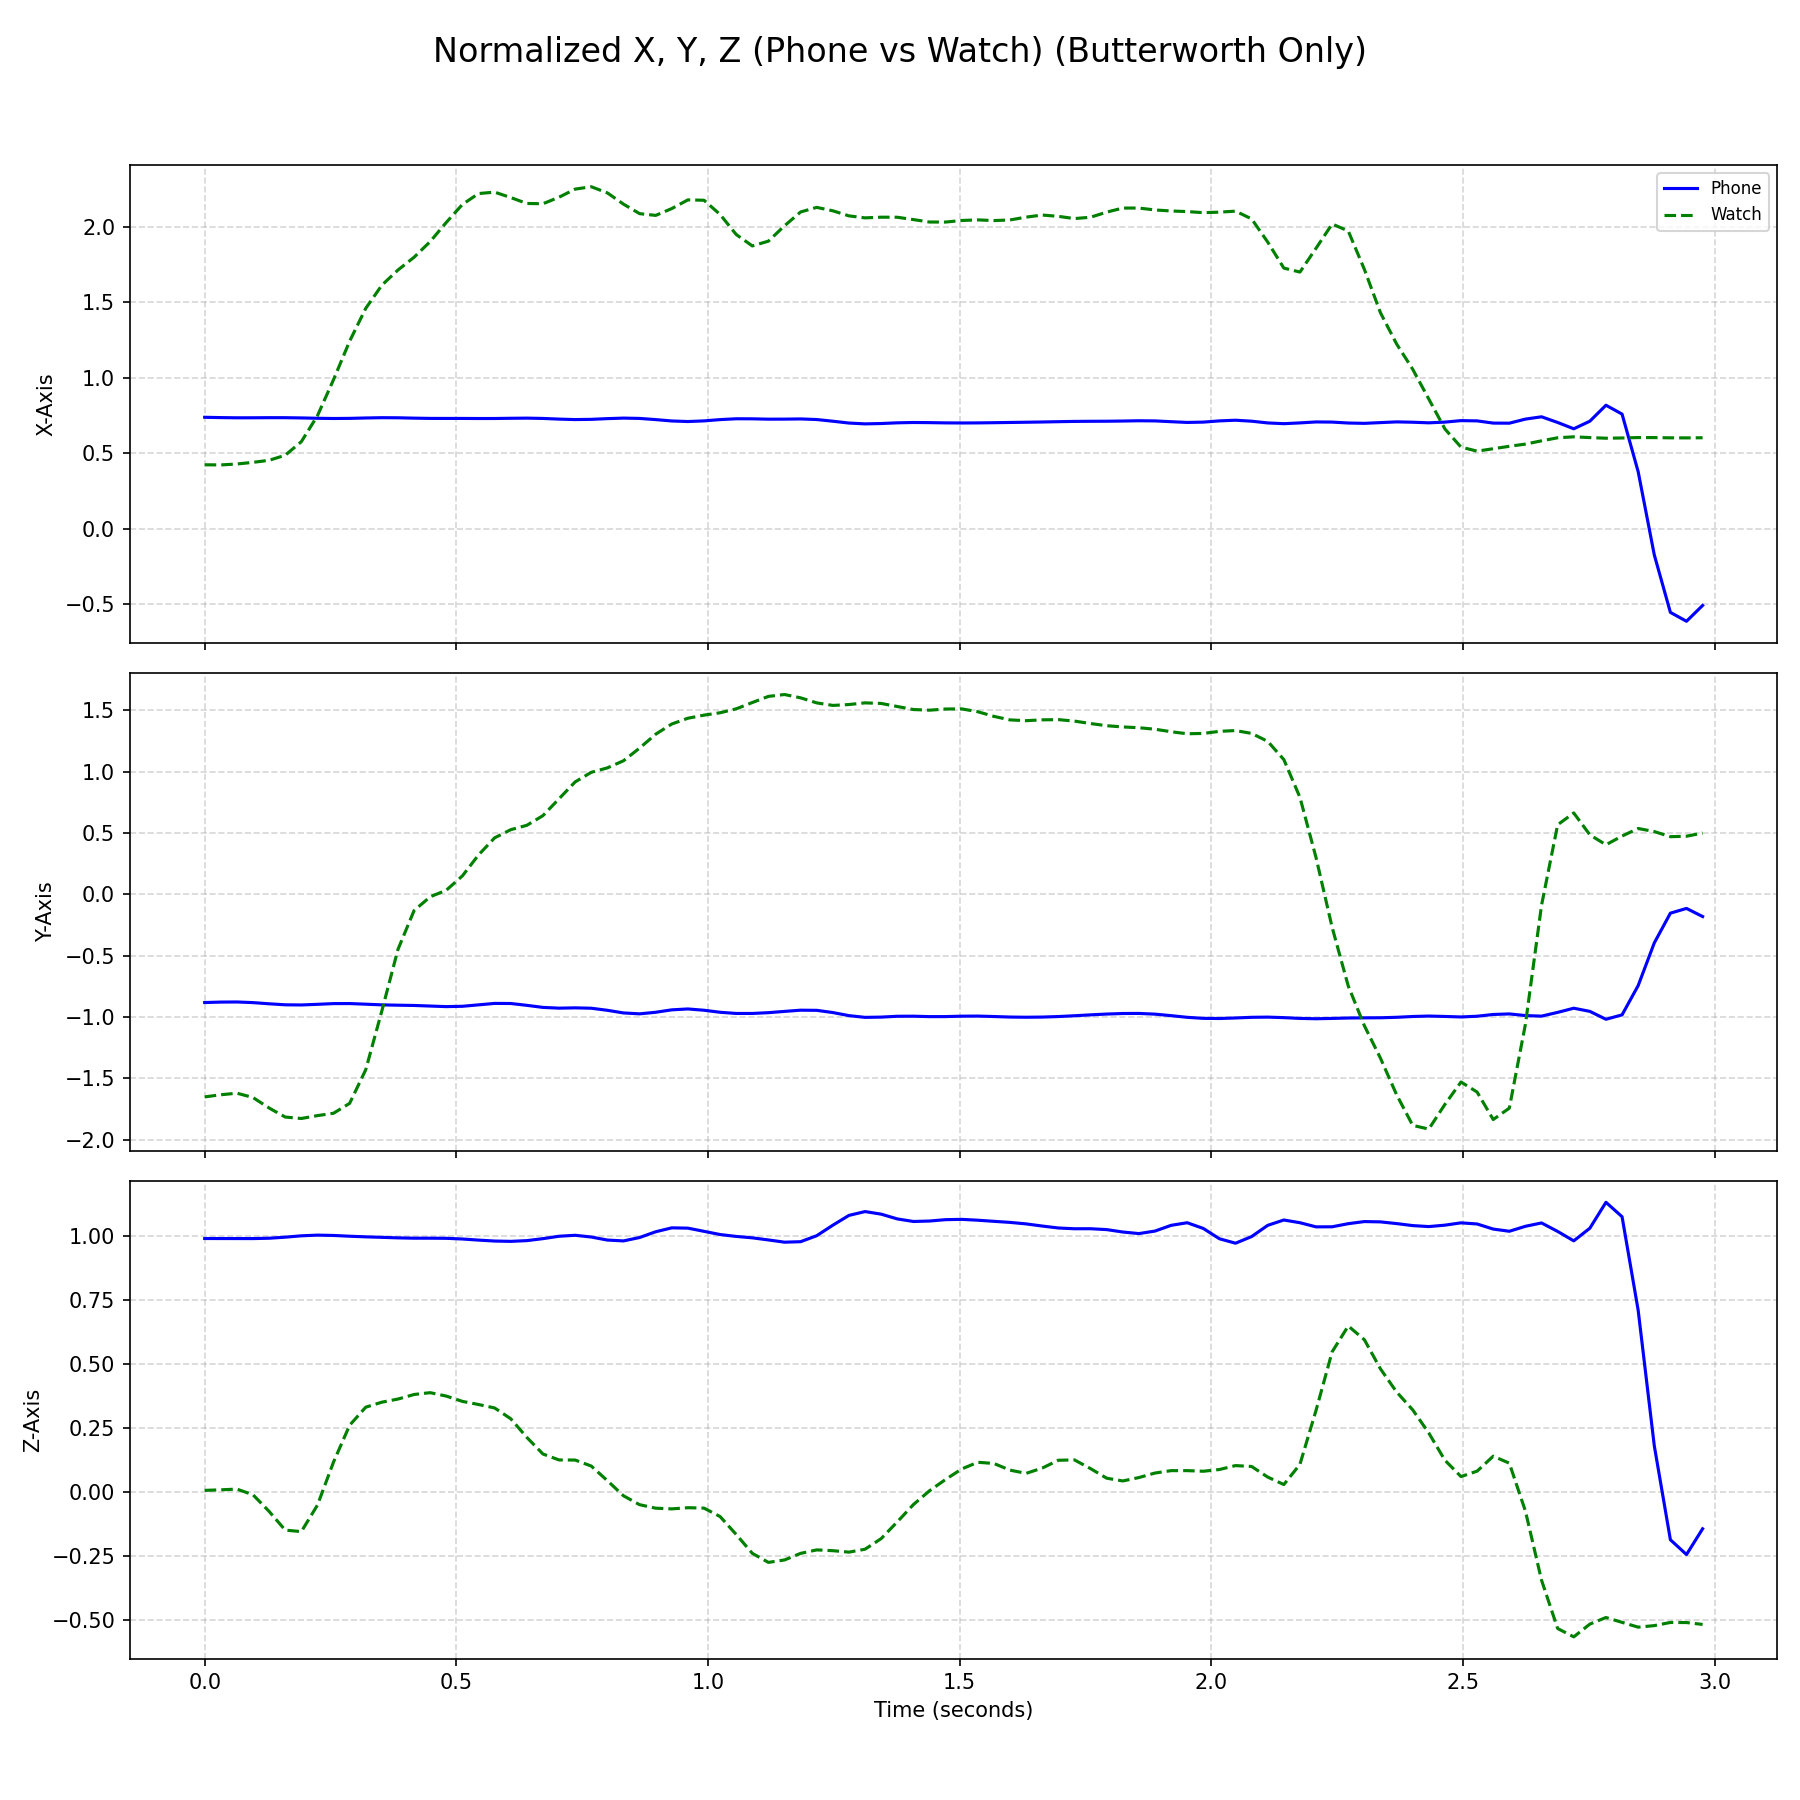 Normalized X, Y, Z (Phone vs Watch) (Butterworth Only)
Phone
Watch
X-Axis
2.0
1.5
1.0
0.5
0.0
−0.5
Y-Axis
1.5
1.0
0.5
0.0
−0.5
−1.0
−1.5
−2.0
Z-Axis
1.00
0.75
0.50
0.25
0.00
−0.25
−0.50
0.0 0.5 1.0 1.5 2.0 2.5 3.0
Time (seconds)